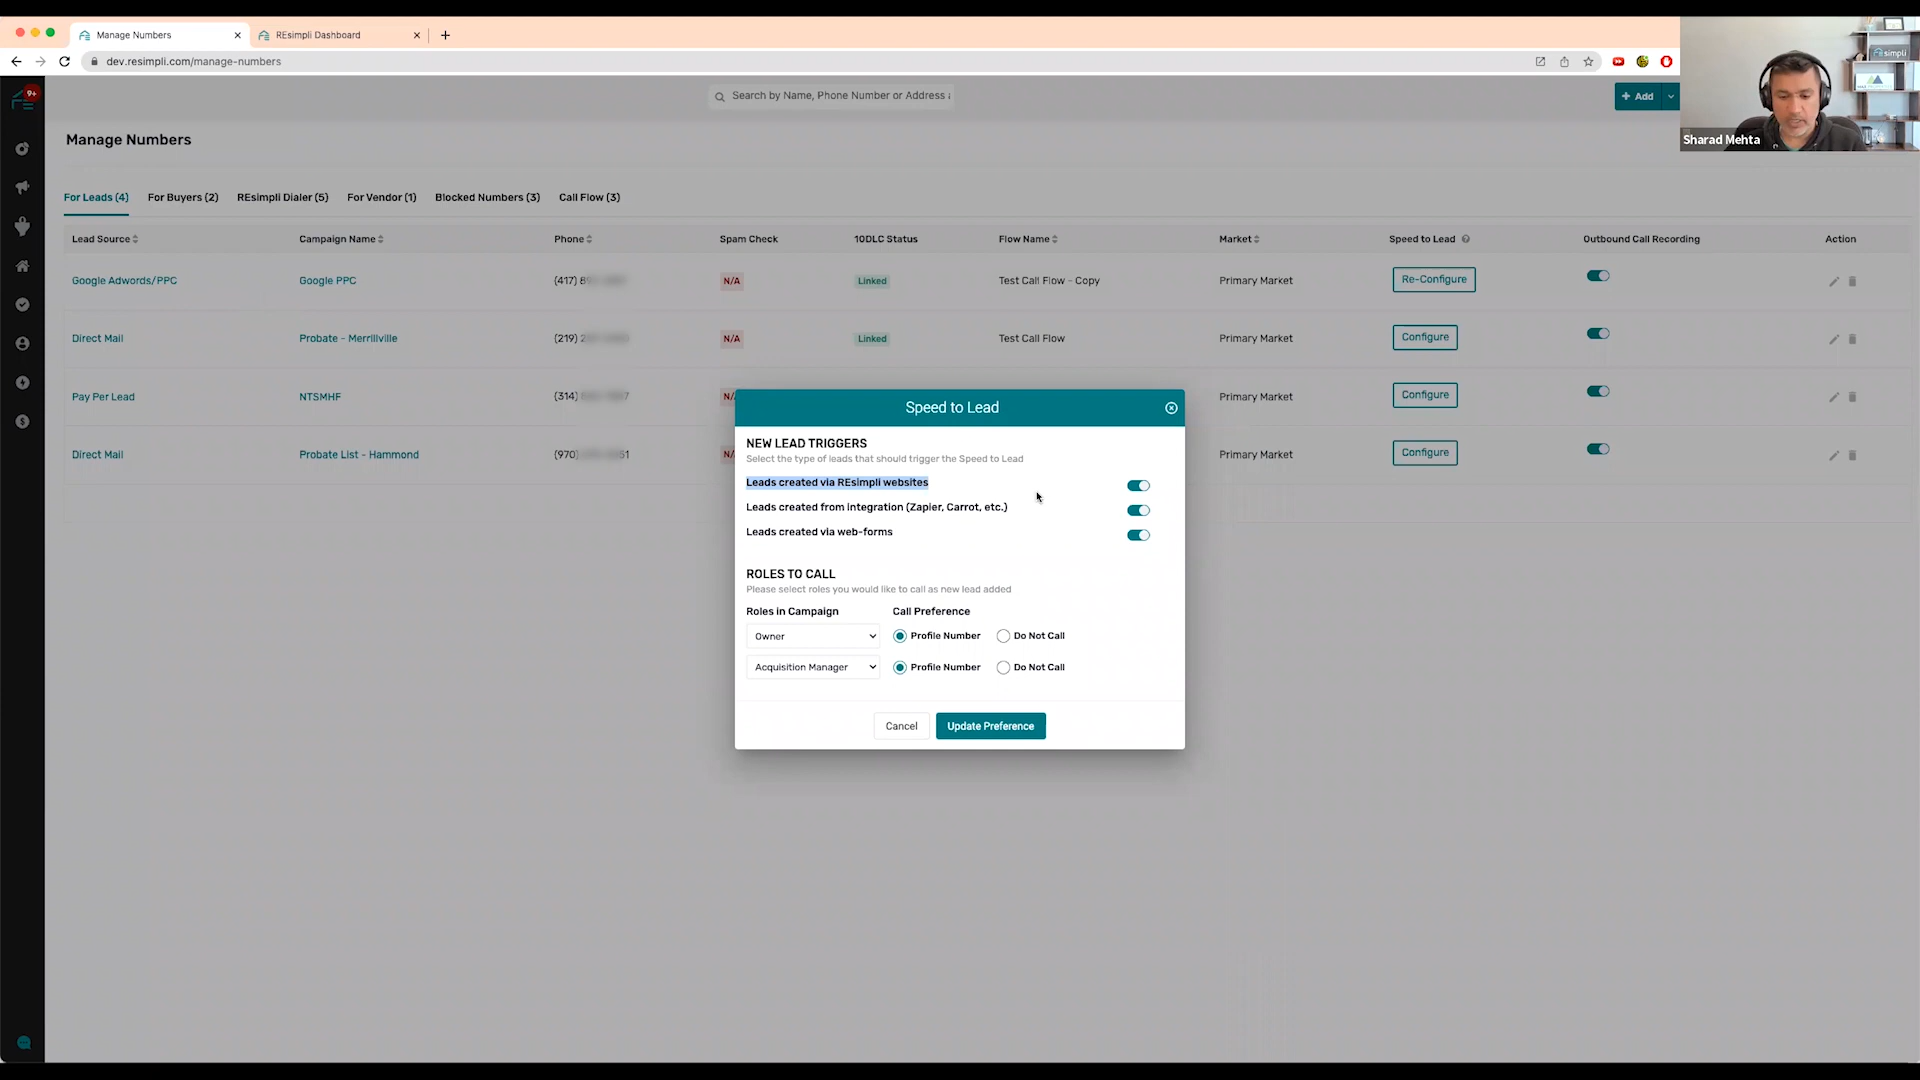 Manage Numbers
REsimpli Dashboard
dev.resimpli.com/manage-numbers
simpli
Sharad Mehta
9+
Search by Name, Phone Number or Address
+ Add
Manage Numbers
For Leads (4) For Buyers (2) REsimpli Dialer (5) For Vendor (1) Blocked Numbers (3) Call Flow (3)
Lead Source Campaign Name Phone Spam Check 10DLC Status Flow Name Market Speed to Lead Outbound Call Recording Action
Google Adwords/PPC Google PPC (417) 8 N/A Linked Test Call Flow - Copy Primary Market Re-Configure
Direct Mail Probate - Merrillville (219) 2 N/A Linked Test Call Flow Primary Market Configure
Pay Per Lead NTSMHF (314) 7 N/ Primary Market Configure
Direct Mail Probate List - Hammond (970) 51 N/ Primary Market Configure
Speed to Lead
NEW LEAD TRIGGERS
Select the type of leads that should trigger the Speed to Lead
Leads created via REsimpli websites
Leads created from integration (Zapier, Carrot, etc.)
Leads created via web-forms
ROLES TO CALL
Please select roles you would like to call as new lead added
Roles in Campaign Call Preference
Owner Profile Number Do Not Call
Acquisition Manager Profile Number Do Not Call
Cancel Update Preference